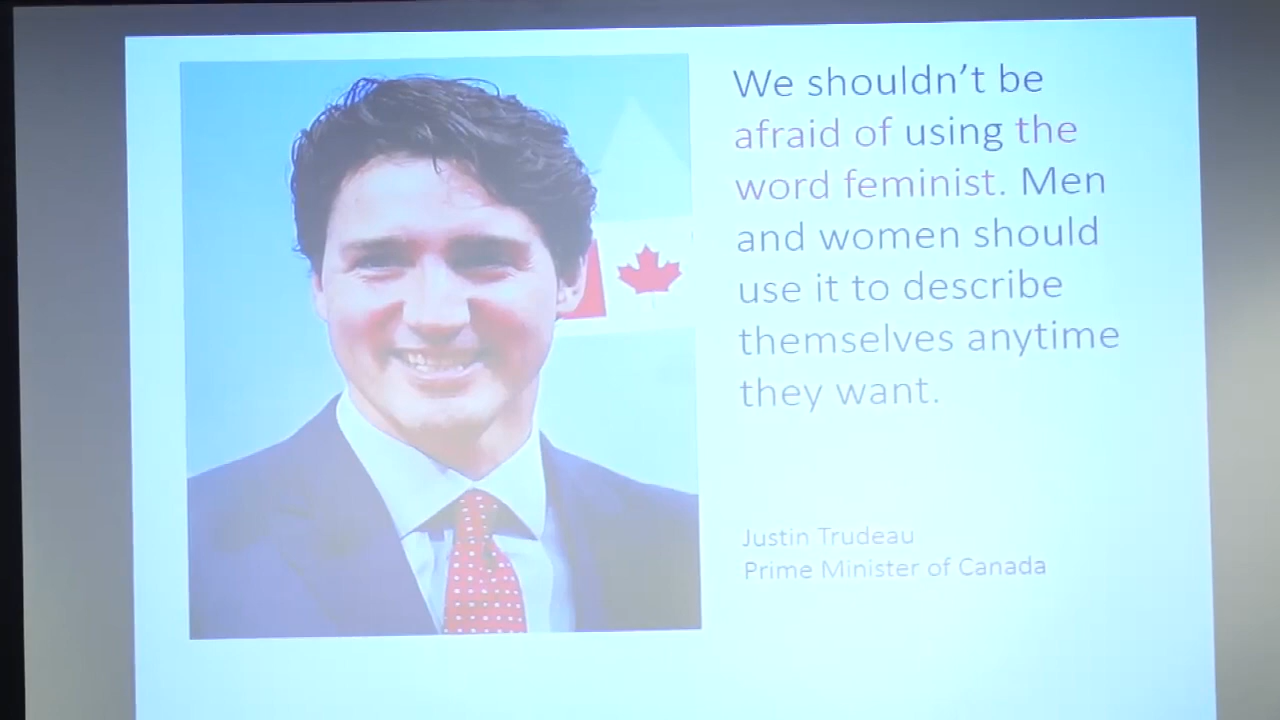 We shouldn’t be
afraid of using the
word feminist. Men
and women should
use it to describe
themselves anytime
they want.
Justin Trudeau
Prime Minister of Canada